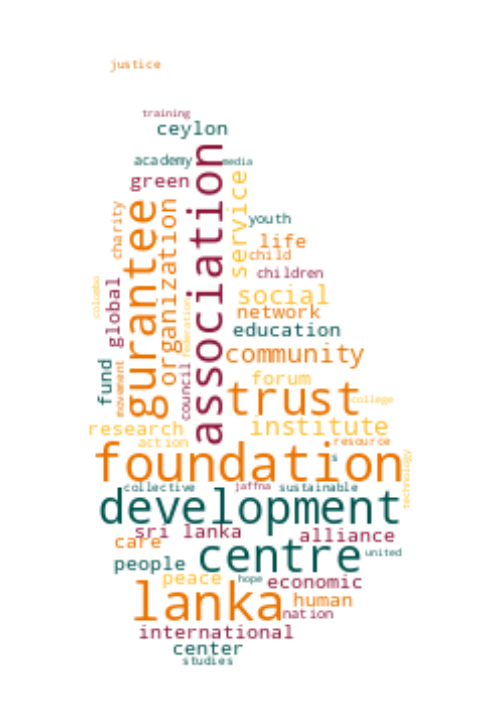 justice
training
ceylon
academy
media
green
association
service
youth
charity
gurantee
organization
life
child
children
global
colombo
social
federation
network
education
community
fund
movement
council
forum
trust
college
research
institute
action
resource
foundation
s
technology
collective
jaffna
sustainable
development
sri lanka
alliance
care
centre
united
people
peace
hope
economic
lanka
human
nation
international
center
studies